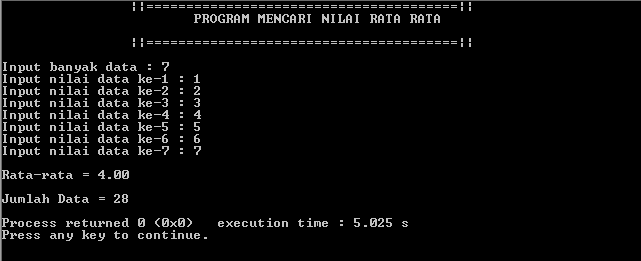 ||=======================================||
PROGRAM MENCARI NILAI RATA RATA
||=======================================||
Input banyak data : 7
Input nilai data ke-1 : 1
Input nilai data ke-2 : 2
Input nilai data ke-3 : 3
Input nilai data ke-4 : 4
Input nilai data ke-5 : 5
Input nilai data ke-6 : 6
Input nilai data ke-7 : 7
Rata-rata = 4.00
Jumlah Data = 28
Process returned 0 (0x0)   execution time : 5.025 s
Press any key to continue.